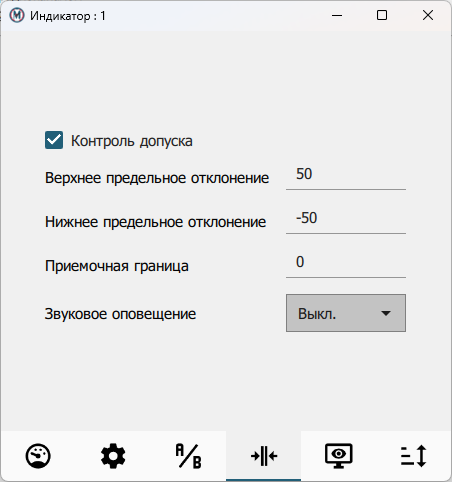 Индикатор : 1
Контроль допуска
Верхнее предельное отклонение 50
Нижнее предельное отклонение -50
Приемочная граница 0
Звуковое оповещение Выкл.
A/B